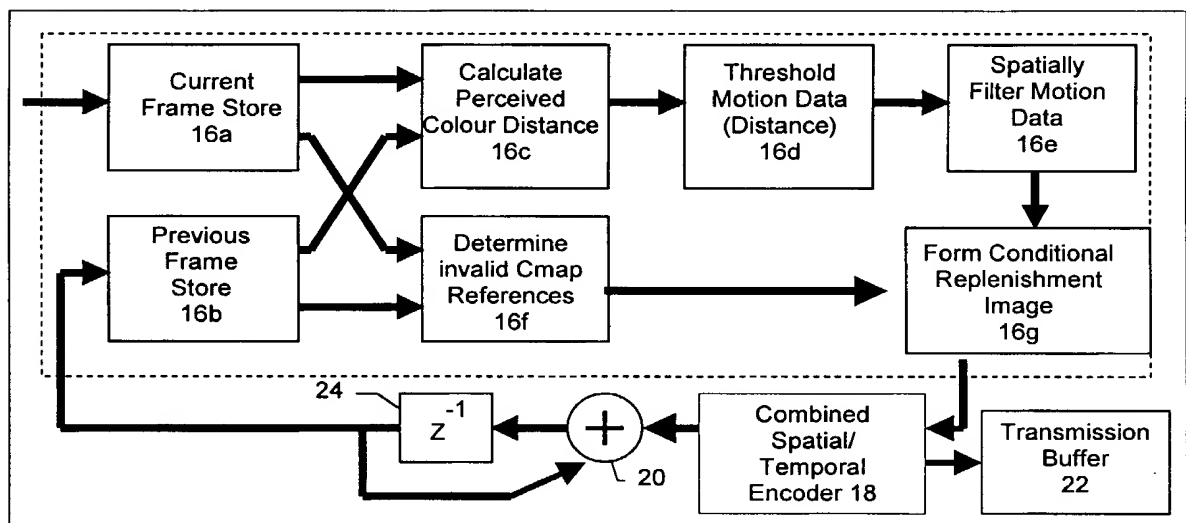 Current
Frame Store
16a
Calculate
Perceived
Colour Distance
16c
Threshold
Motion Data
(Distance)
16d
Spatially
Filter Motion
Data
16e
Previous
Frame
Store
16b
Determine
invalid Cmap
References
16f
Form Conditional
Replenishment
Image
16g
24
z-1
+
20
Combined
Spatial/
Temporal
Encoder 18
Transmission
Buffer
22